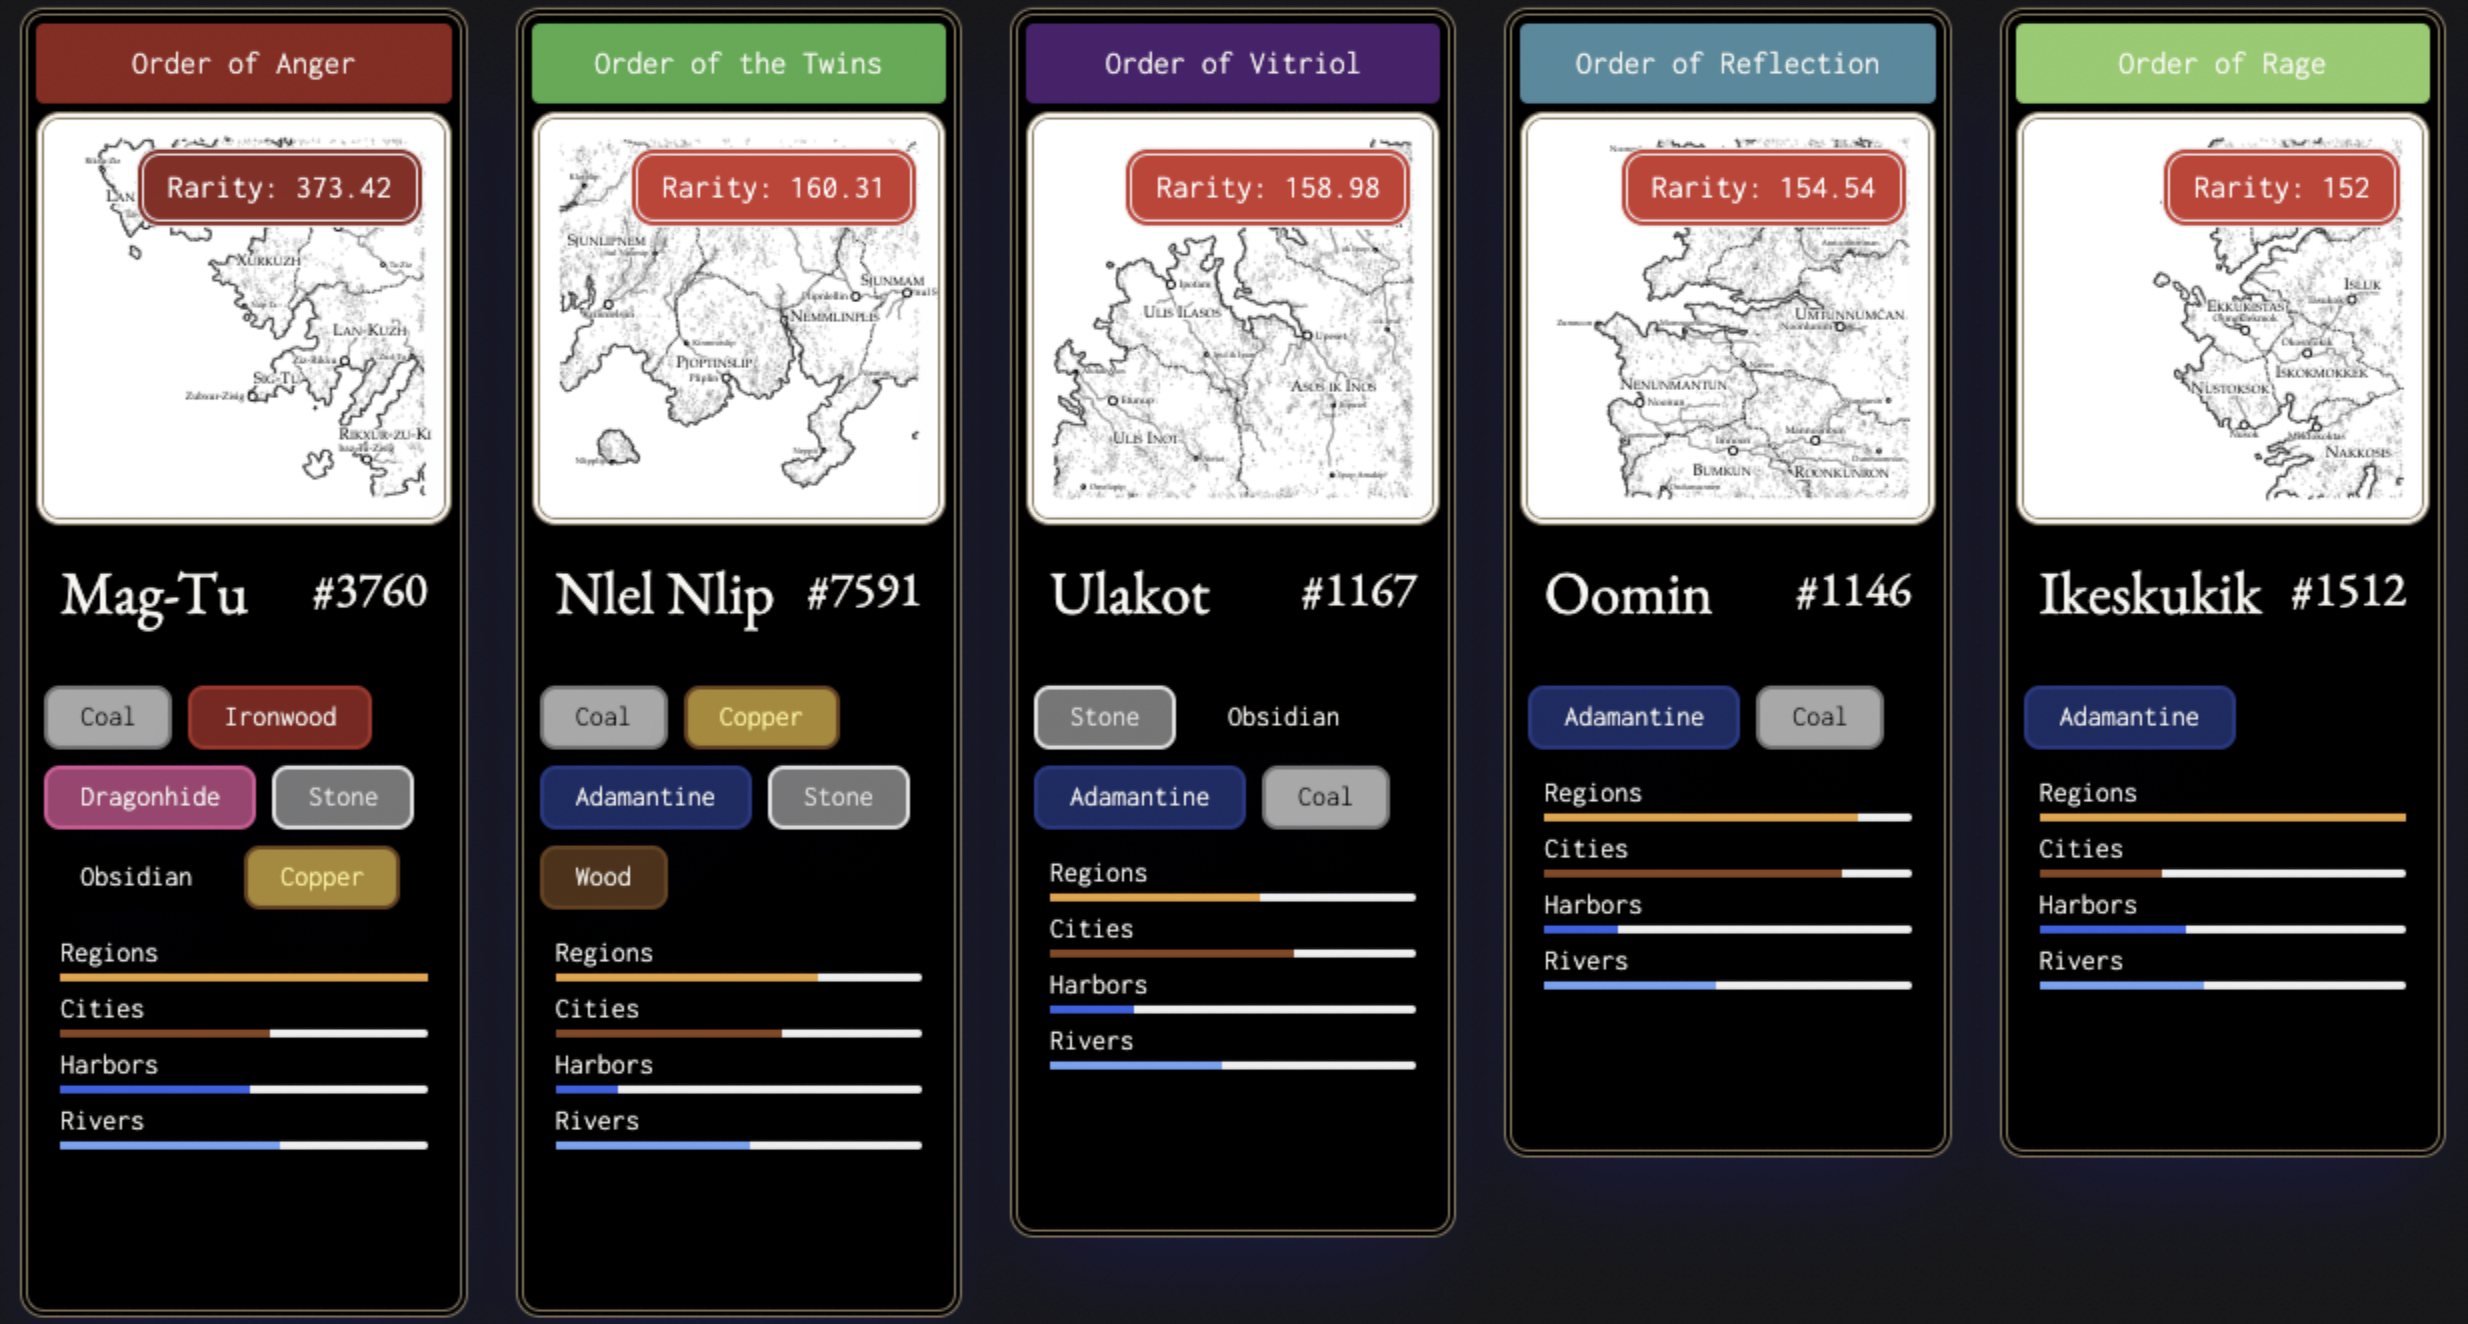 Order of Anger
Rarity: 373.42
LAN
XURKUZH
LAN-KUZH
SIG-TU
Zubzur-Zisig
Mag-Tu #3760
Coal Ironwood
Dragonhide Stone
Obsidian Copper
Regions
Cities
Harbors
Rivers
Order of the Twins
Rarity: 160.31
SJUNLIPNEM
SJUNMAM
NEMMLINPLIS
PJOPTINSLIP
Nlel Nlip #7591
Coal Copper
Adamantine Stone
Wood
Regions
Cities
Harbors
Rivers
Order of Vitriol
Rarity: 158.98
ULIS ILASOS
ASOS IK INOS
ULIS INOT
Ulakot #1167
Stone Obsidian
Adamantine Coal
Regions
Cities
Harbors
Rivers
Order of Reflection
Rarity: 154.54
UMTUNNUMCAN
NENUNMANTUN
BUMKUN
ROONKUNRON
Oomin #1146
Adamantine Coal
Regions
Cities
Harbors
Rivers
Order of Rage
Rarity: 152
ISLUK
EKKUKISTAS
ISKOKMOKKEK
NUSTOKSOK
NAKKOSIS
Ikeskukik #1512
Adamantine
Regions
Cities
Harbors
Rivers